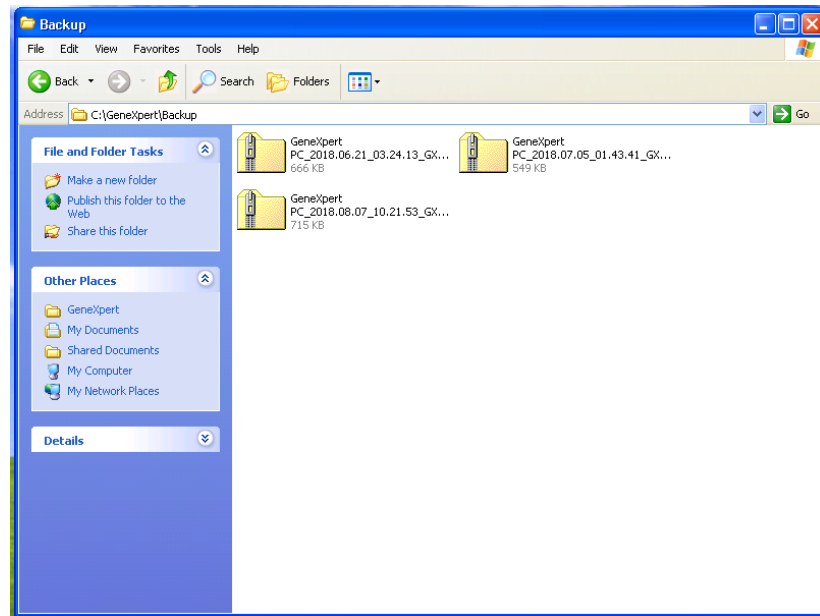 Backup
File Edit View Favorites Tools Help
Back Search Folders
Address C:\GeneXpert\Backup Go
File and Folder Tasks
Make a new folder
Publish this folder to the
Web
Share this folder
Other Places
GeneXpert
My Documents
Shared Documents
My Computer
My Network Places
Details
GeneXpert
PC_2018.06.21_03.24.13_GX...
666 KB
GeneXpert
PC_2018.07.05_01.43.41_GX...
549 KB
GeneXpert
PC_2018.08.07_10.21.53_GX...
715 KB